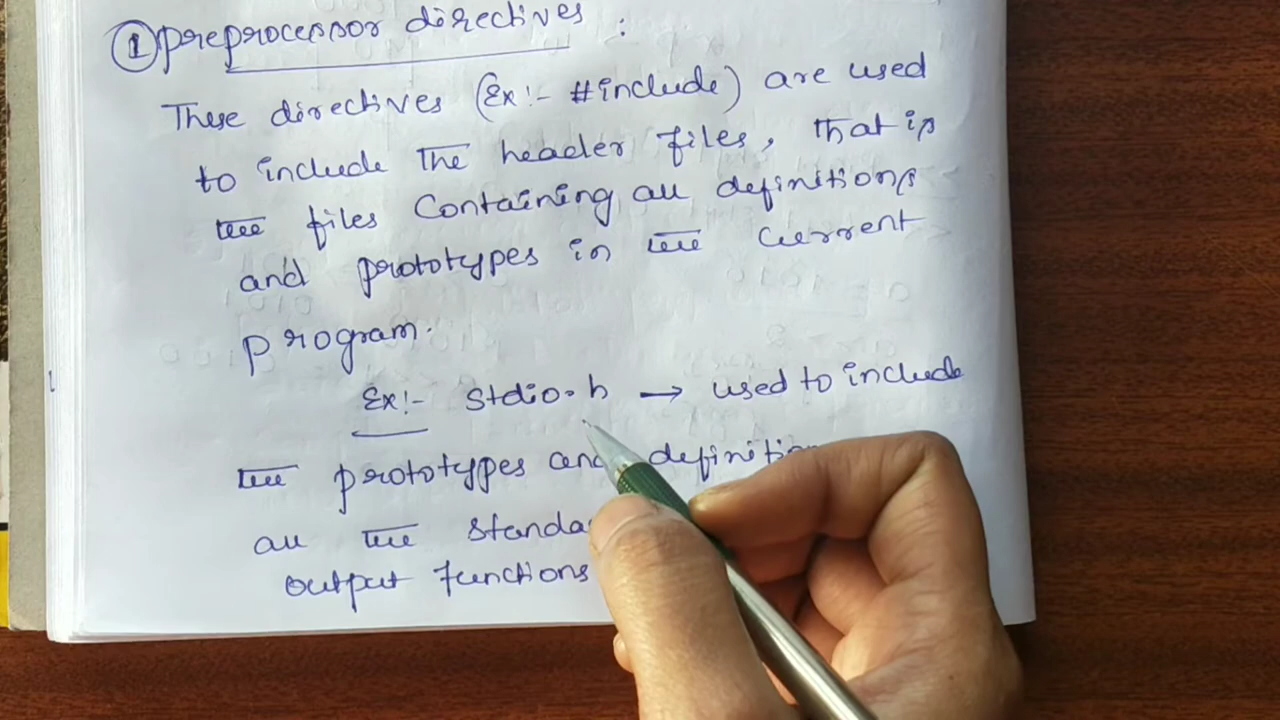 ① preprocessor directives :
These directives (Ex:- #include) are used
to include the header files, that is
the files containing all definitions
and prototypes in the current
program.
Ex:- stdio.h → used to include
the prototypes and
all the
output functions